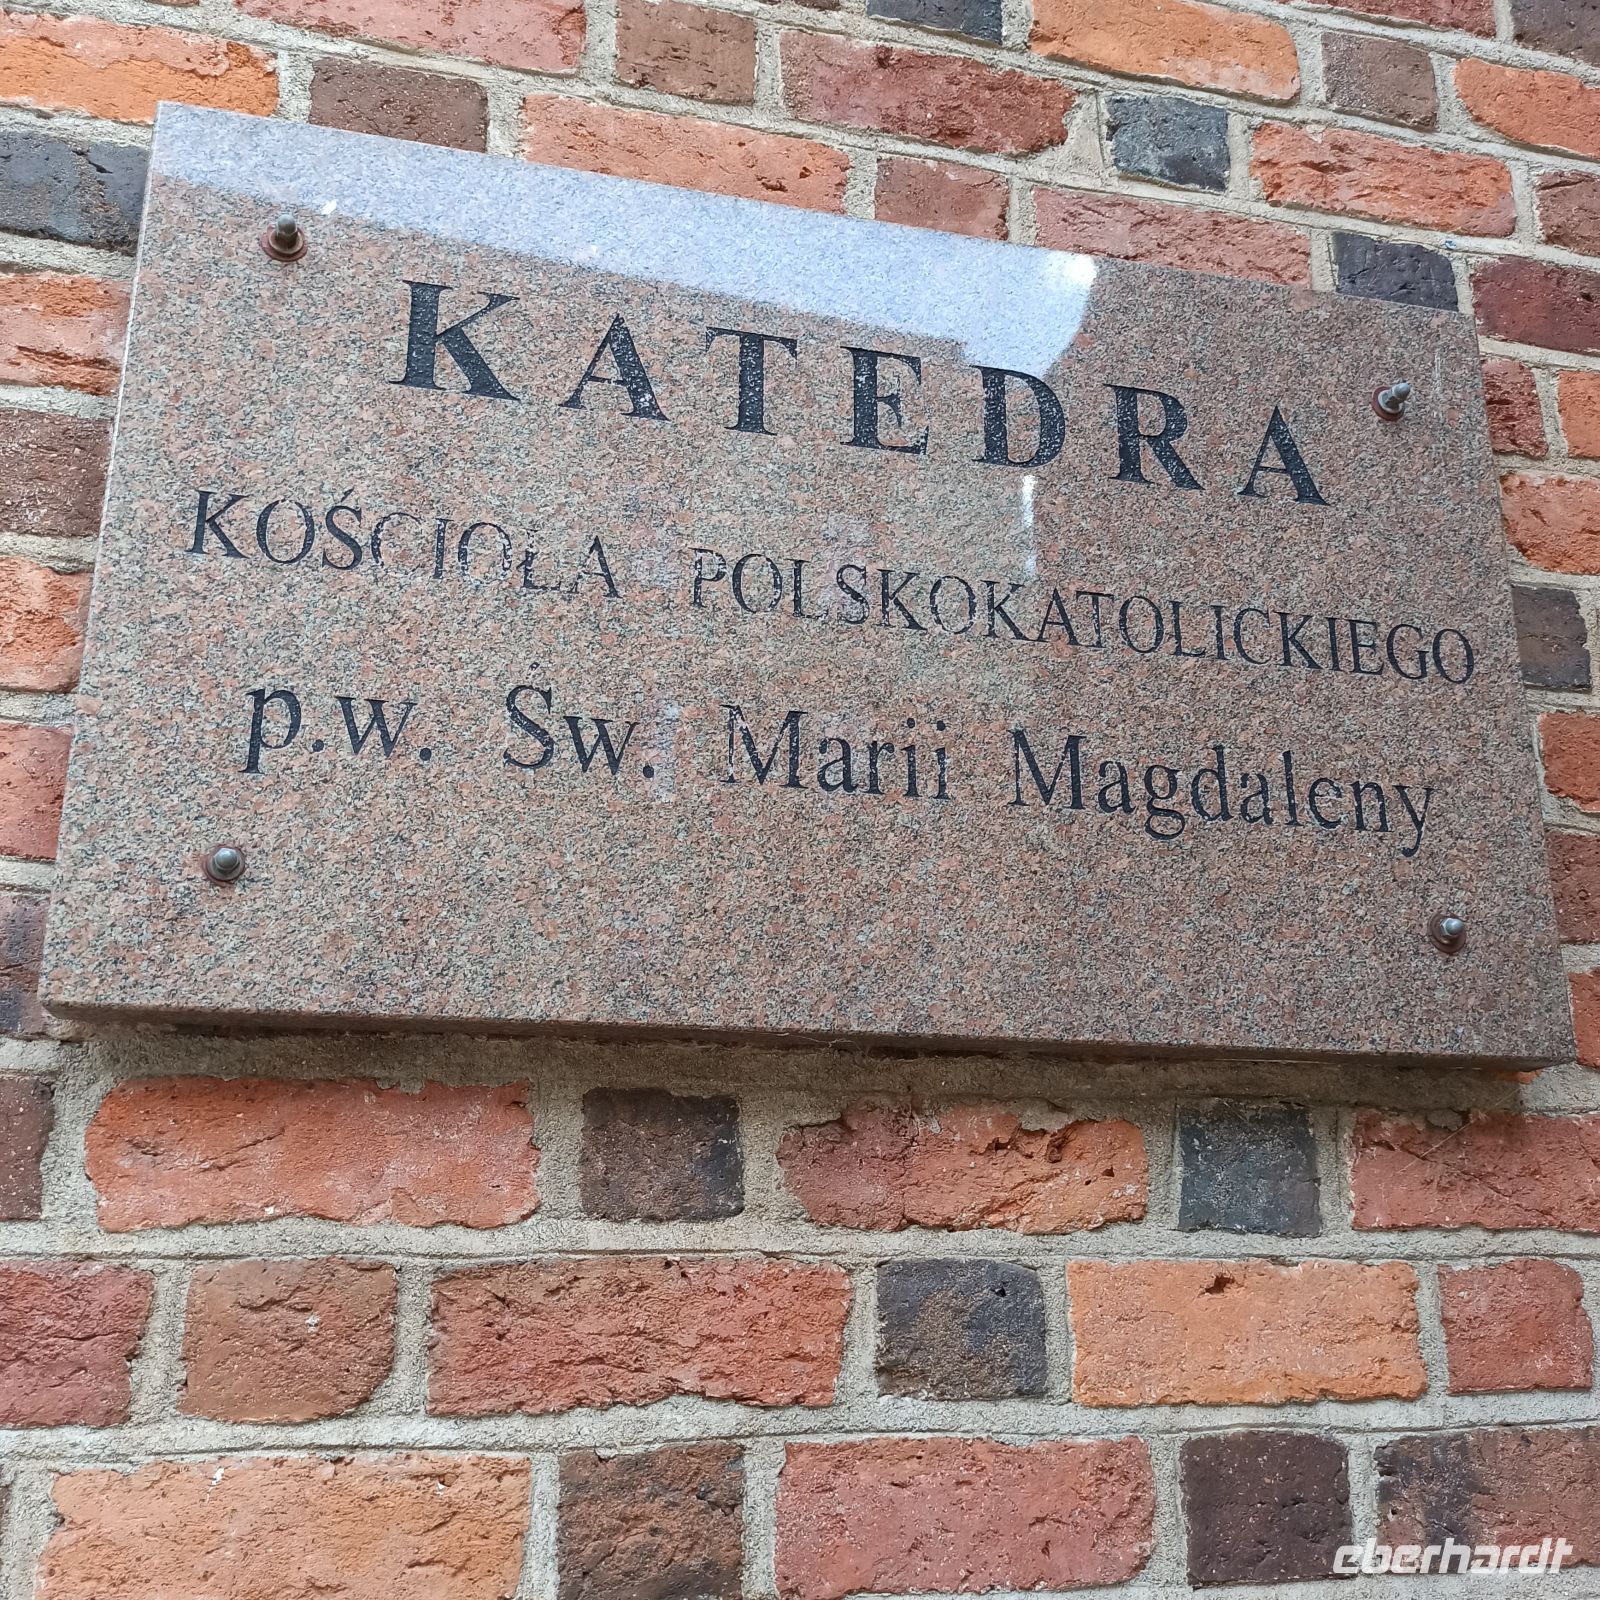 KATEDRA
KOŚCIOŁA POLSKOKATOLICKIEGO
p.w. Św. Marii Magdaleny
eberhardt